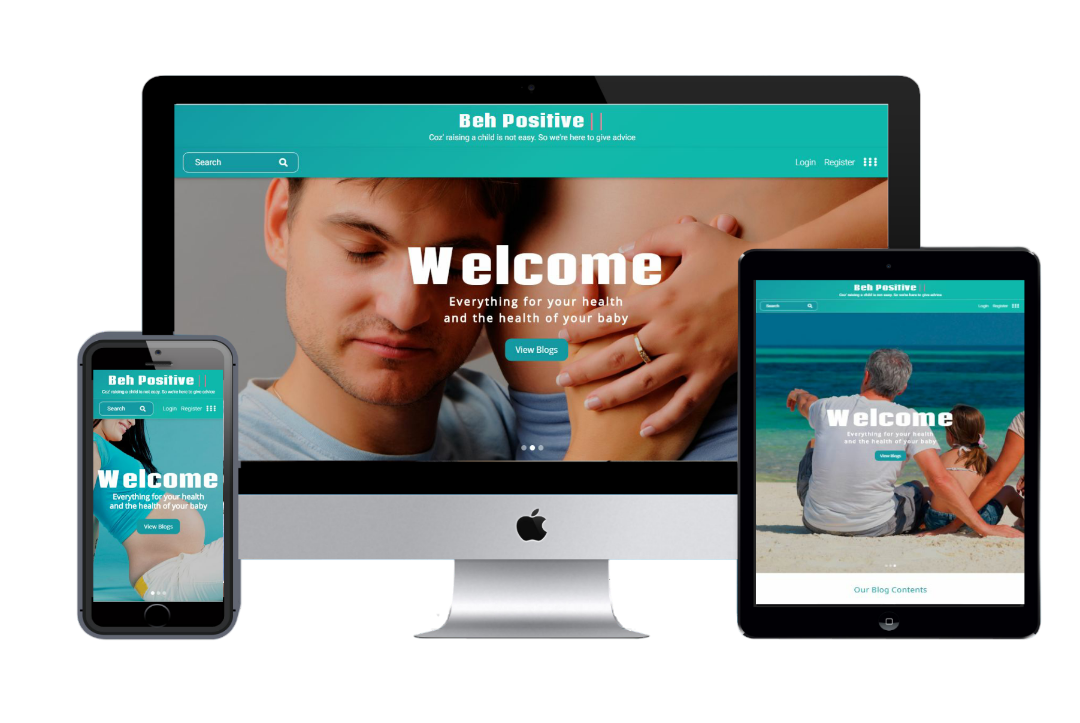 Beh Positive ||
Coz' raising a child is not easy. So we're here to give advice
Search
Login Register
Welcome
Everything for your health
and the health of your baby
View Blogs
Beh Positive ||
Coz' raising a child is not easy. So we're here to give advice
Search
Login Register
Welcome
Everything for your health
and the health of your baby
View Blogs
Beh Positive ||
Coz' raising a child is not easy. So we're here to give advice
Search
Login Register
Welcome
Everything for your health
and the health of your baby
View Blogs
Our Blog Contents